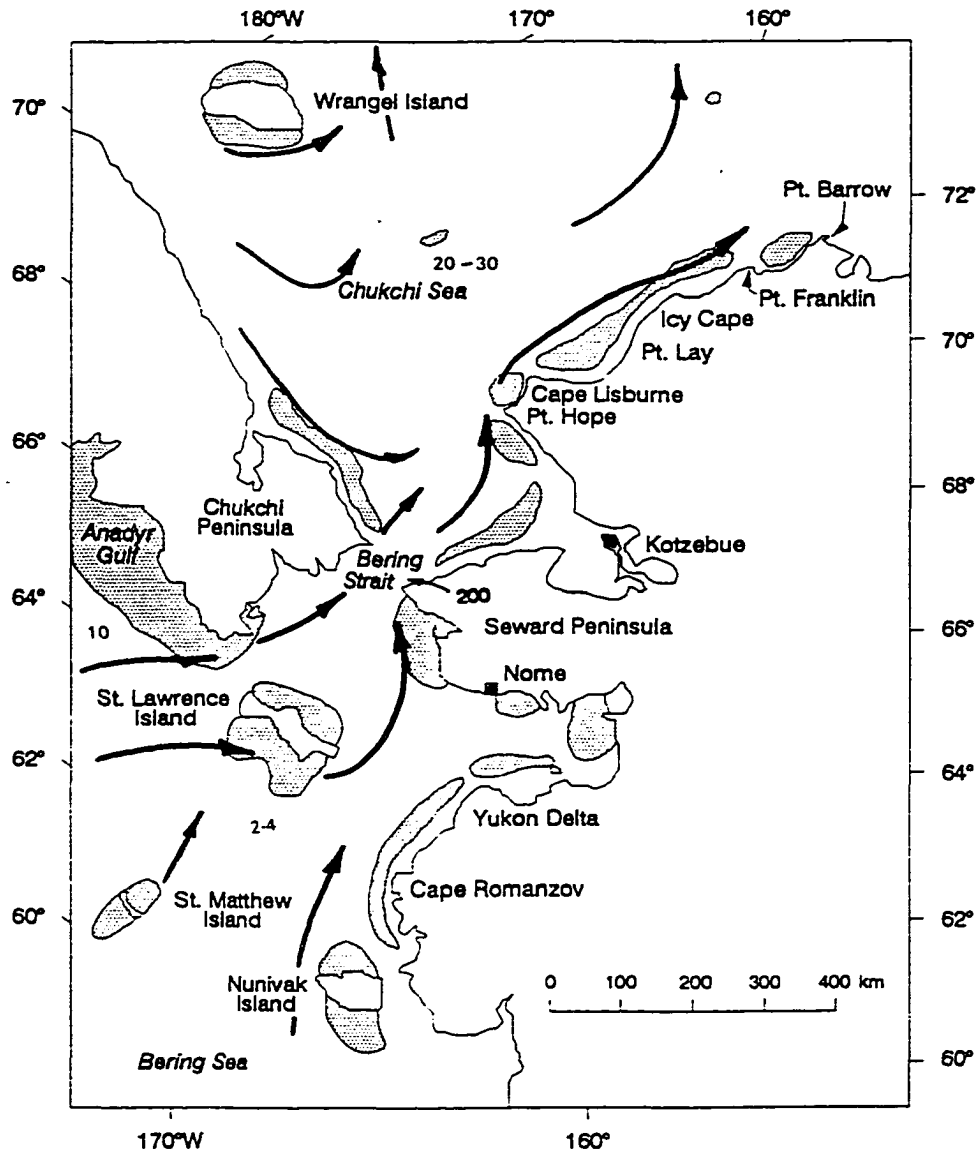 180°W 170° 160°
70°
Wrangel Island
Pt. Barrow
72°
68°
20 - 30
Chukchi Sea
Pt. Franklin
Icy Cape
Pt. Lay
70°
Cape Lisburne
Pt. Hope
66°
68°
Chukchi
Peninsula
Anadyr
Gulf
Kotzebue
Bering
Strait
64°
200
10
Seward Peninsula
66°
St. Lawrence
Island
Nome
62°
64°
2-4
Yukon Delta
St. Matthew
Island
Cape Romanzov
60°
62°
Nunivak
Island
0 100 200 300 400 km
Bering Sea
60°
170°W 160°